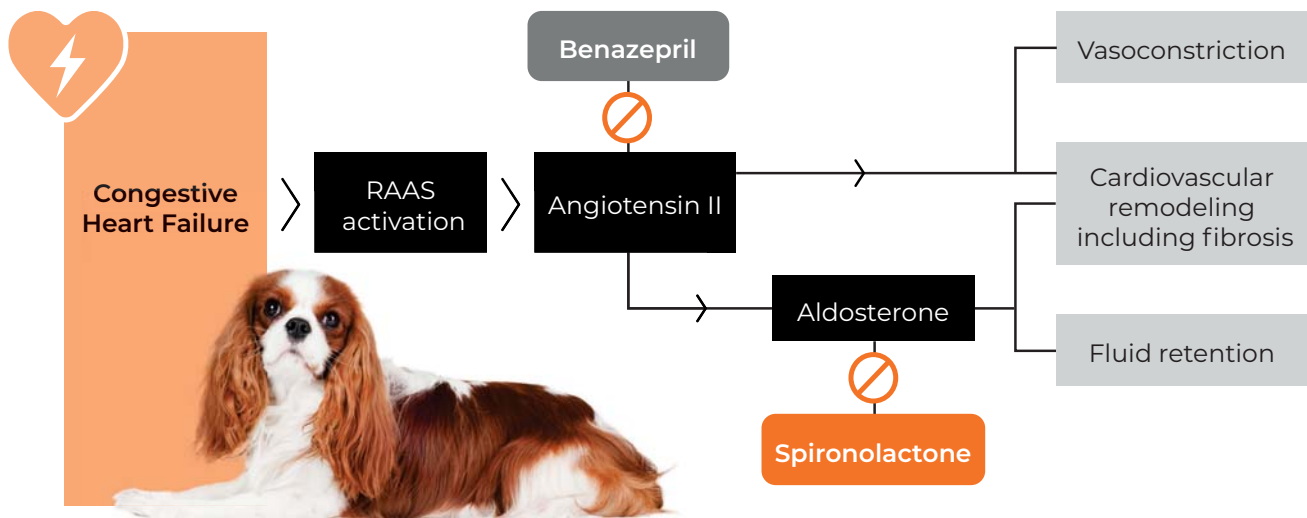 Benazepril
Vasoconstriction
Congestive
Heart Failure
RAAS
activation
Angiotensin II
Cardiovascular
remodeling
including fibrosis
Aldosterone
Fluid retention
Spironolactone